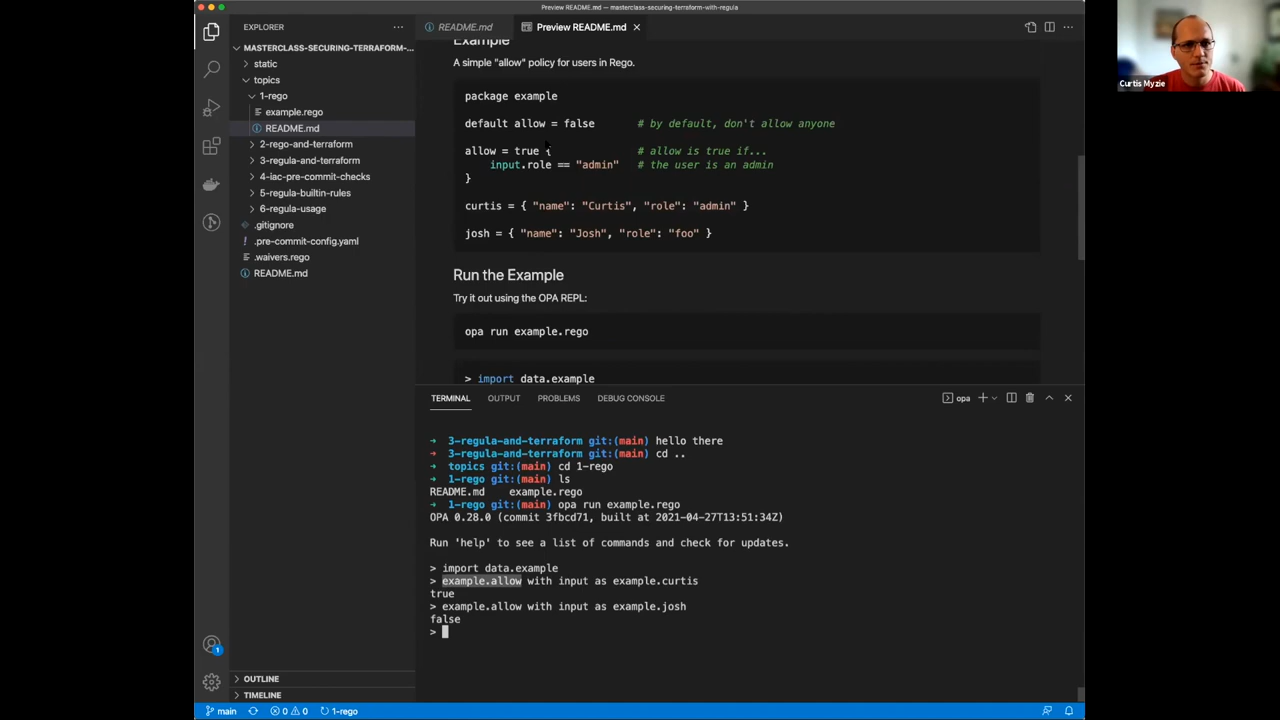 Preview README.md — masterclass-securing-terraform-with-regula
EXPLORER
MASTERCLASS-SECURING-TERRAFORM-...
static
topics
1-rego
example.rego
README.md
2-rego-and-terraform
3-regula-and-terraform
4-iac-pre-commit-checks
5-regula-builtin-rules
6-regula-usage
.gitignore
.pre-commit-config.yaml
.waivers.rego
README.md
OUTLINE
TIMELINE
README.md
Preview README.md
Example
A simple "allow" policy for users in Rego.
package example
default allow = false # by default, don't allow anyone
allow = true { # allow is true if...
input.role == "admin" # the user is an admin
}
curtis = { "name": "Curtis", "role": "admin" }
josh = { "name": "Josh", "role": "foo" }
Run the Example
Try it out using the OPA REPL:
opa run example.rego
> import data.example
TERMINAL OUTPUT PROBLEMS DEBUG CONSOLE
opa
➜ 3-regula-and-terraform git:(main) hello there
➜ 3-regula-and-terraform git:(main) cd ..
➜ topics git:(main) cd 1-rego
➜ 1-rego git:(main) ls
README.md example.rego
➜ 1-rego git:(main) opa run example.rego
OPA 0.28.0 (commit 3fbcd71, built at 2021-04-27T13:51:34Z)
Run 'help' to see a list of commands and check for updates.
> import data.example
> example.allow with input as example.curtis
true
> example.allow with input as example.josh
false
>
1
main 0 0 1-rego
Curtis Myzie